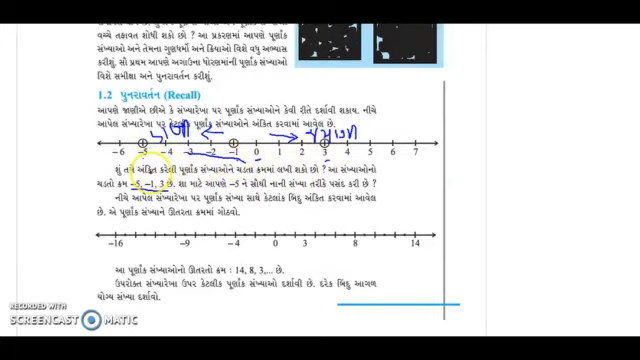 વચ્ચે તફાવત શોધી શકો છો ? આ પ્રકરણમાં આપણે પૂર્ણાંક
સંખ્યાઓ અને તેમના ગુણધર્મો અને ક્રિયાઓ વિશે વધુ અભ્યાસ
કરીશું. સૌ પ્રથમ આપણે અગાઉના ધોરણમાંની પૂર્ણાંક સંખ્યાઓ
વિશે સમીક્ષા અને પુનરાવર્તન કરીશું.
1.2 પુનરાવર્તન (Recall)
આપણે જાણીએ છીએ કે સંખ્યારેખા પર પૂર્ણાંક સંખ્યાઓને કેવી રીતે દર્શાવી શકાય. નીચે
આપેલ સંખ્યારેખા પર કેટલીક પૂર્ણાંક સંખ્યાઓને અંકિત કરવામાં આવેલ છે.
-6 -5 -4 -3 -2 -1 0 1 2 3 4 5 6
શું તમે અંકિત કરેલી પૂર્ણાંક સંખ્યાઓને ચડતા ક્રમમાં લખી શકો છો ? આ સંખ્યાઓનો
ચડતો ક્રમ -5, -1, 3 છે. શા માટે આપણે -5 ને સૌથી નાની સંખ્યા તરીકે પસંદ કરી છે ?
નીચે આપેલ સંખ્યારેખા પર પૂર્ણાંક સંખ્યા સાથે કેટલાંક બિંદુ અંકિત કરવામાં આવેલ
છે. એ પૂર્ણાંક સંખ્યાને ઊતરતા ક્રમમાં ગોઠવો.
-16 -9 -4 0 3 8 14
આ પૂર્ણાંક સંખ્યાઓનો ઊતરતો ક્રમ : 14, 8, 3,... છે.
ઉપરોક્ત સંખ્યારેખા ઉપર કેટલીક પૂર્ણાંક સંખ્યાઓ દર્શાવી છે. દરેક બિંદુ આગળ
યોગ્ય સંખ્યા દર્શાવો.
RECORDED WITH
SCREENCAST MATIC